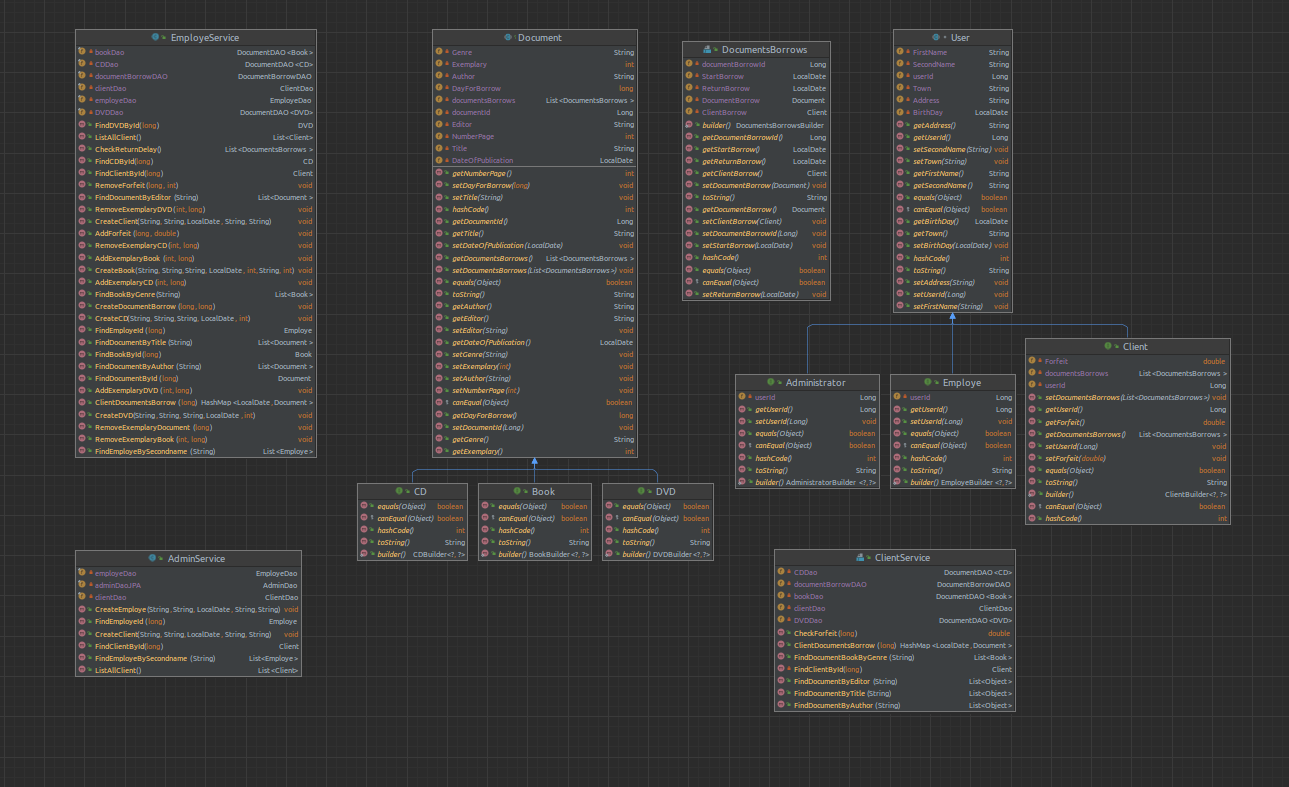 EmployeService
bookDao DocumentDAO<Book>
CDDao DocumentDAO<CD>
documentBorrowDAO DocumentBorrowDAO
clientDao ClientDao
employeDao EmployeDao
DVDDao DocumentDAO<DVD>
FindDVDById(long) DVD
ListAllClient() List<Client>
CheckReturnDelay() List<DocumentsBorrows>
FindCDById(long) CD
FindClientById(long) Client
RemoveForfeit(long, int) void
FindDocumentByEditor(String) List<Document>
RemoveExemplaryDVD(int, long) void
CreateClient(String, String, LocalDate, String, String) void
AddForfeit(long, double) void
RemoveExemplaryCD(int, long) void
AddExemplaryBook(int, long) void
CreateBook(String, String, String, LocalDate, int, String, int) void
AddExemplaryCD(int, long) void
FindBookByGenre(String) List<Book>
CreateDocumentBorrow(long, long) void
CreateCD(String, String, String, LocalDate, int) void
FindEmployeId(long) Employe
FindDocumentByTitle(String) List<Document>
FindBookById(long) Book
FindDocumentByAuthor(String) List<Document>
FindDocumentById(long) Document
AddExemplaryDVD(int, long) void
ClientDocumentsBorrow(long) HashMap<LocalDate, Document>
CreateDVD(String, String, String, LocalDate, int) void
RemoveExemplaryDocument(long) void
RemoveExemplaryBook(int, long) void
FindEmployeBySecondname(String) List<Employe>
Document
Genre String
Exemplary int
Author String
DayForBorrow long
documentsBorrows List<DocumentsBorrows>
documentId Long
Editor String
NumberPage int
Title String
DateOfPublication LocalDate
getNumberPage() int
setDayForBorrow(long) void
setTitle(String) void
hashCode() int
getDocumentId() Long
getTitle() String
setDateOfPublication(LocalDate) void
getDocumentsBorrows() List<DocumentsBorrows>
setDocumentsBorrows(List<DocumentsBorrows>) void
equals(Object) boolean
toString() String
getAuthor() String
getEditor() String
setEditor(String) void
getDateOfPublication() LocalDate
setGenre(String) void
setExemplary(int) void
setAuthor(String) void
setNumberPage(int) void
canEqual(Object) boolean
getDayForBorrow() long
setDocumentId(Long) void
getGenre() String
getExemplary() int
DocumentsBorrows
documentBorrowId Long
StartBorrow LocalDate
ReturnBorrow LocalDate
DocumentBorrow Document
ClientBorrow Client
builder() DocumentsBorrowsBuilder
getDocumentBorrowId() Long
getStartBorrow() LocalDate
getReturnBorrow() LocalDate
getClientBorrow() Client
setDocumentBorrow(Document) void
toString() String
getDocumentBorrow() Document
setClientBorrow(Client) void
setDocumentBorrowId(Long) void
setStartBorrow(LocalDate) void
hashCode() int
equals(Object) boolean
canEqual(Object) boolean
setReturnBorrow(LocalDate) void
User
FirstName String
SecondName String
userId Long
Town String
Address String
BirthDay LocalDate
getAddress() String
getUserId() Long
setSecondName(String) void
setTown(String) void
getFirstName() String
getSecondName() String
equals(Object) boolean
canEqual(Object) boolean
getBirthDay() LocalDate
getTown() String
setBirthDay(LocalDate) void
hashCode() int
toString() String
setAddress(String) void
setUserId(Long) void
setFirstName(String) void
Client
Forfeit double
documentsBorrows List<DocumentsBorrows>
userId Long
setDocumentsBorrows(List<DocumentsBorrows>) void
getUserId() Long
getForfeit() double
getDocumentsBorrows() List<DocumentsBorrows>
setUserId(Long) void
setForfeit(double) void
equals(Object) boolean
toString() String
builder() ClientBuilder<?, ?>
canEqual(Object) boolean
hashCode() int
Administrator
userId Long
getUserId() Long
setUserId(Long) void
equals(Object) boolean
canEqual(Object) boolean
hashCode() int
toString() String
builder() AdministratorBuilder<?, ?>
Employe
userId Long
getUserId() Long
setUserId(Long) void
equals(Object) boolean
canEqual(Object) boolean
hashCode() int
toString() String
builder() EmployeBuilder<?, ?>
CD
equals(Object) boolean
canEqual(Object) boolean
hashCode() int
toString() String
builder() CDBuilder<?, ?>
Book
equals(Object) boolean
canEqual(Object) boolean
hashCode() int
toString() String
builder() BookBuilder<?, ?>
DVD
equals(Object) boolean
canEqual(Object) boolean
hashCode() int
toString() String
builder() DVDBuilder<?, ?>
AdminService
employeDao EmployeDao
adminDaoJPA AdminDao
clientDao ClientDao
CreateEmploye(String, String, LocalDate, String, String) void
FindEmployeId(long) Employe
CreateClient(String, String, LocalDate, String, String) void
FindClientById(long) Client
FindEmployeBySecondname(String) List<Employe>
ListAllClient() List<Client>
ClientService
CDDao DocumentDAO<CD>
documentBorrowDAO DocumentBorrowDAO
bookDao DocumentDAO<Book>
clientDao ClientDao
DVDDao DocumentDAO<DVD>
CheckForfeit(long) double
ClientDocumentsBorrow(long) HashMap<LocalDate, Document>
FindDocumentBookByGenre(String) List<Book>
FindClientById(long) Client
FindDocumentByEditor(String) List<Object>
FindDocumentByTitle(String) List<Object>
FindDocumentByAuthor(String) List<Object>